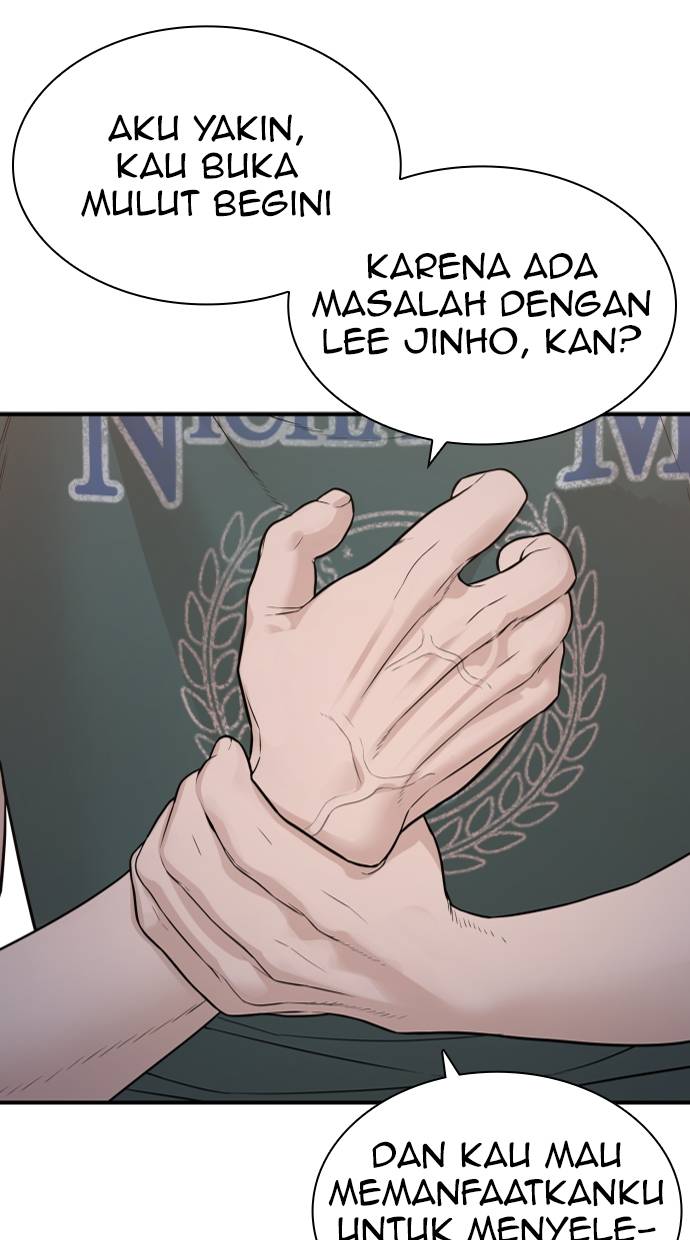 AKU YAKIN,
KAU BUKA
MULUT BEGINI
KARENA ADA
MASALAH DENGAN
LEE JINHO, KAN?
DAN KAU MAU
MEMANFAATKANKU
UNTUK MENYELE-